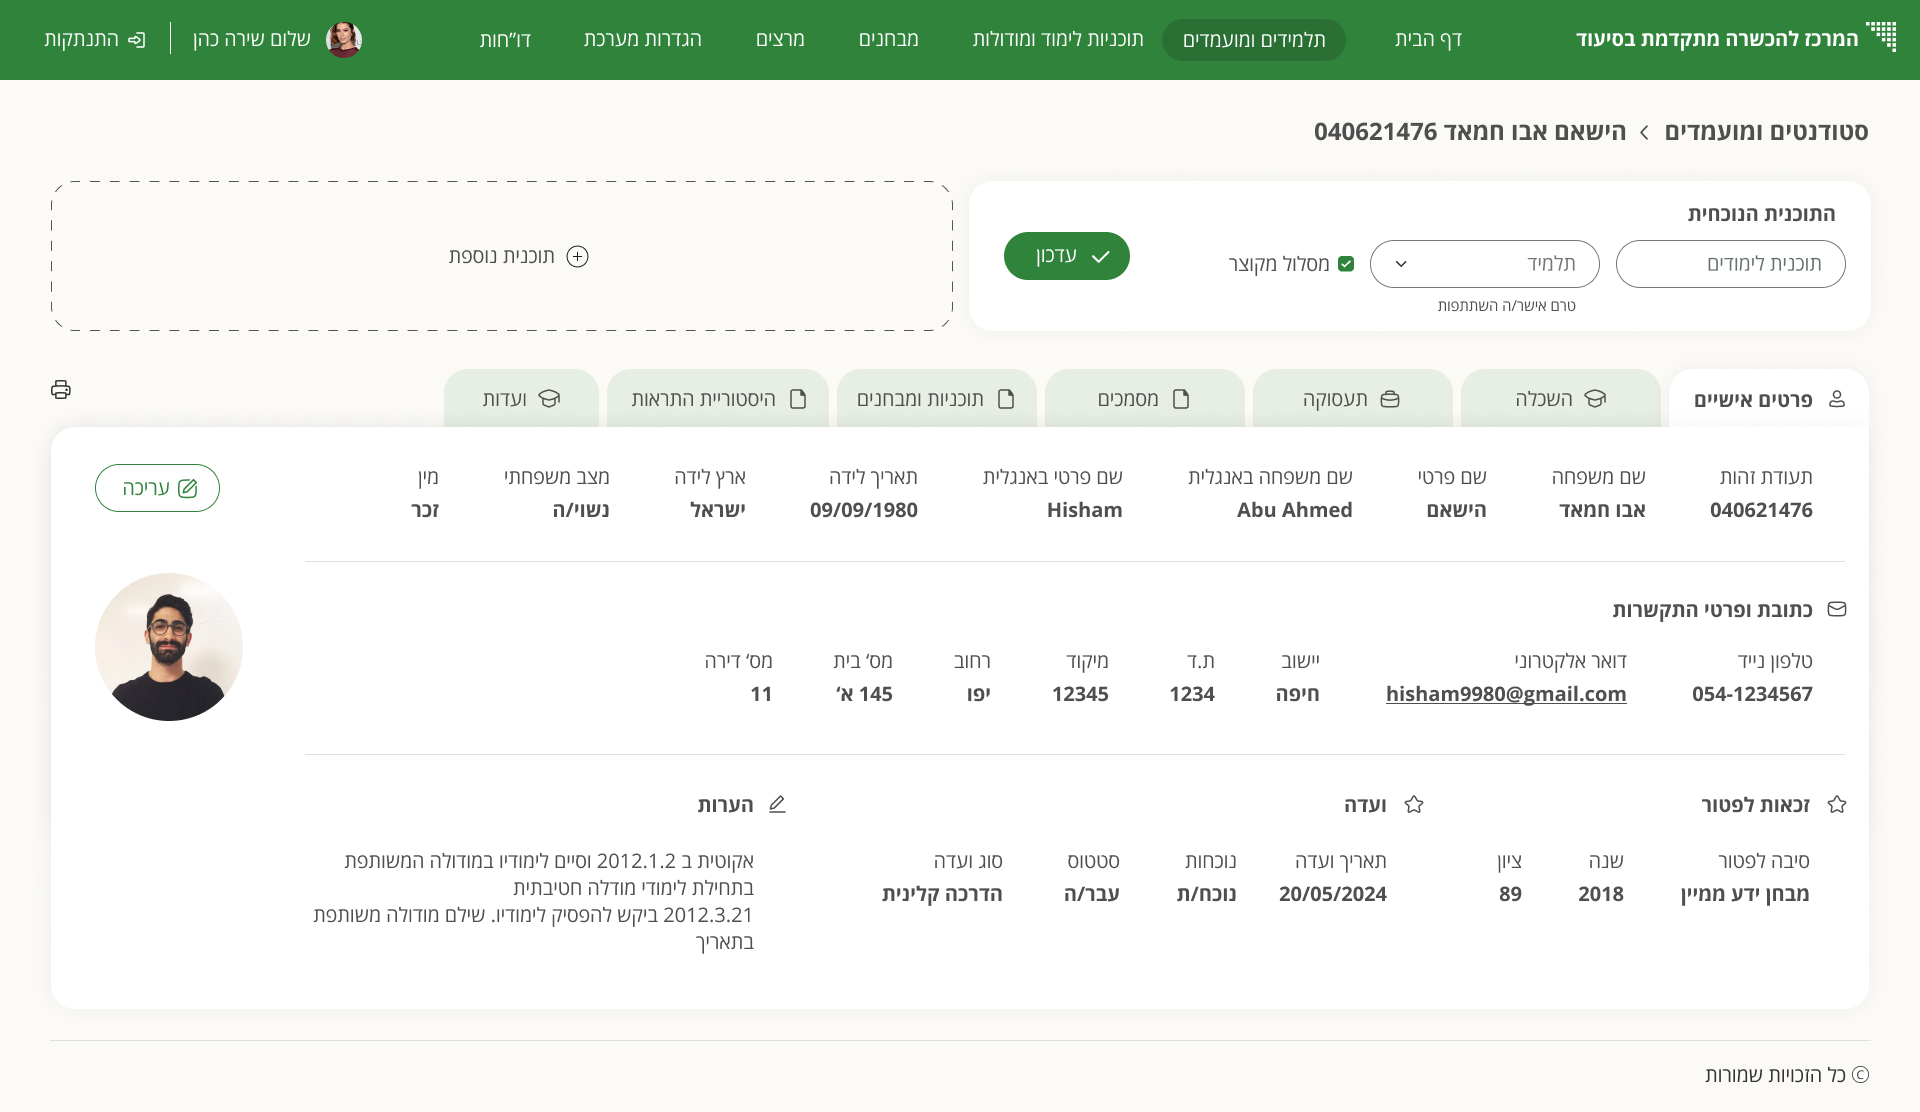 המרכז להכשרה מתקדמת בסיעוד
דף הבית
תלמידים ומועמדים
תוכניות לימוד ומודולות
מבחנים
מרצים
הגדרות מערכת
דו”חות
שלום שירה כהן
התנתקות
סטודנטים ומועמדים > הישאם אבו חמאד 040621476
התוכנית הנוכחית
תוכנית לימודים
תלמיד
טרם אישר/ה השתתפות
מסלול מקוצר
עדכון
תוכנית נוספת
פרטים אישיים
השכלה
תעסוקה
מסמכים
תוכניות ומבחנים
היסטוריית התראות
ועדות
תעודת זהות
040621476
שם משפחה
אבו חמאד
שם פרטי
הישאם
שם משפחה באנגלית
Abu Ahmed
שם פרטי באנגלית
Hisham
תאריך לידה
09/09/1980
ארץ לידה
ישראל
מצב משפחתי
נשוי/ה
מין
זכר
עריכה
כתובת ופרטי התקשרות
טלפון נייד
054-1234567
דואר אלקטרוני
hisham9980@gmail.com
יישוב
חיפה
ת.ד
1234
מיקוד
12345
רחוב
יפו
מס‘ בית
145 א‘
מס‘ דירה
11
זכאות לפטור
סיבה לפטור
מבחן ידע ממיין
שנה
2018
ציון
89
ועדה
תאריך ועדה
20/05/2024
נוכחות
נוכח/ת
סטטוס
עבר/ה
סוג ועדה
הדרכה קלינית
הערות
אקוטית ב 2012.1.2 וסיים לימודיו במודולה המשותפת
בתחילת לימודי מודלה חטיבתית
2012.3.21 ביקש להפסיק לימודיו. שילם מודולה משותפת
בתאריך
© כל הזכויות שמורות